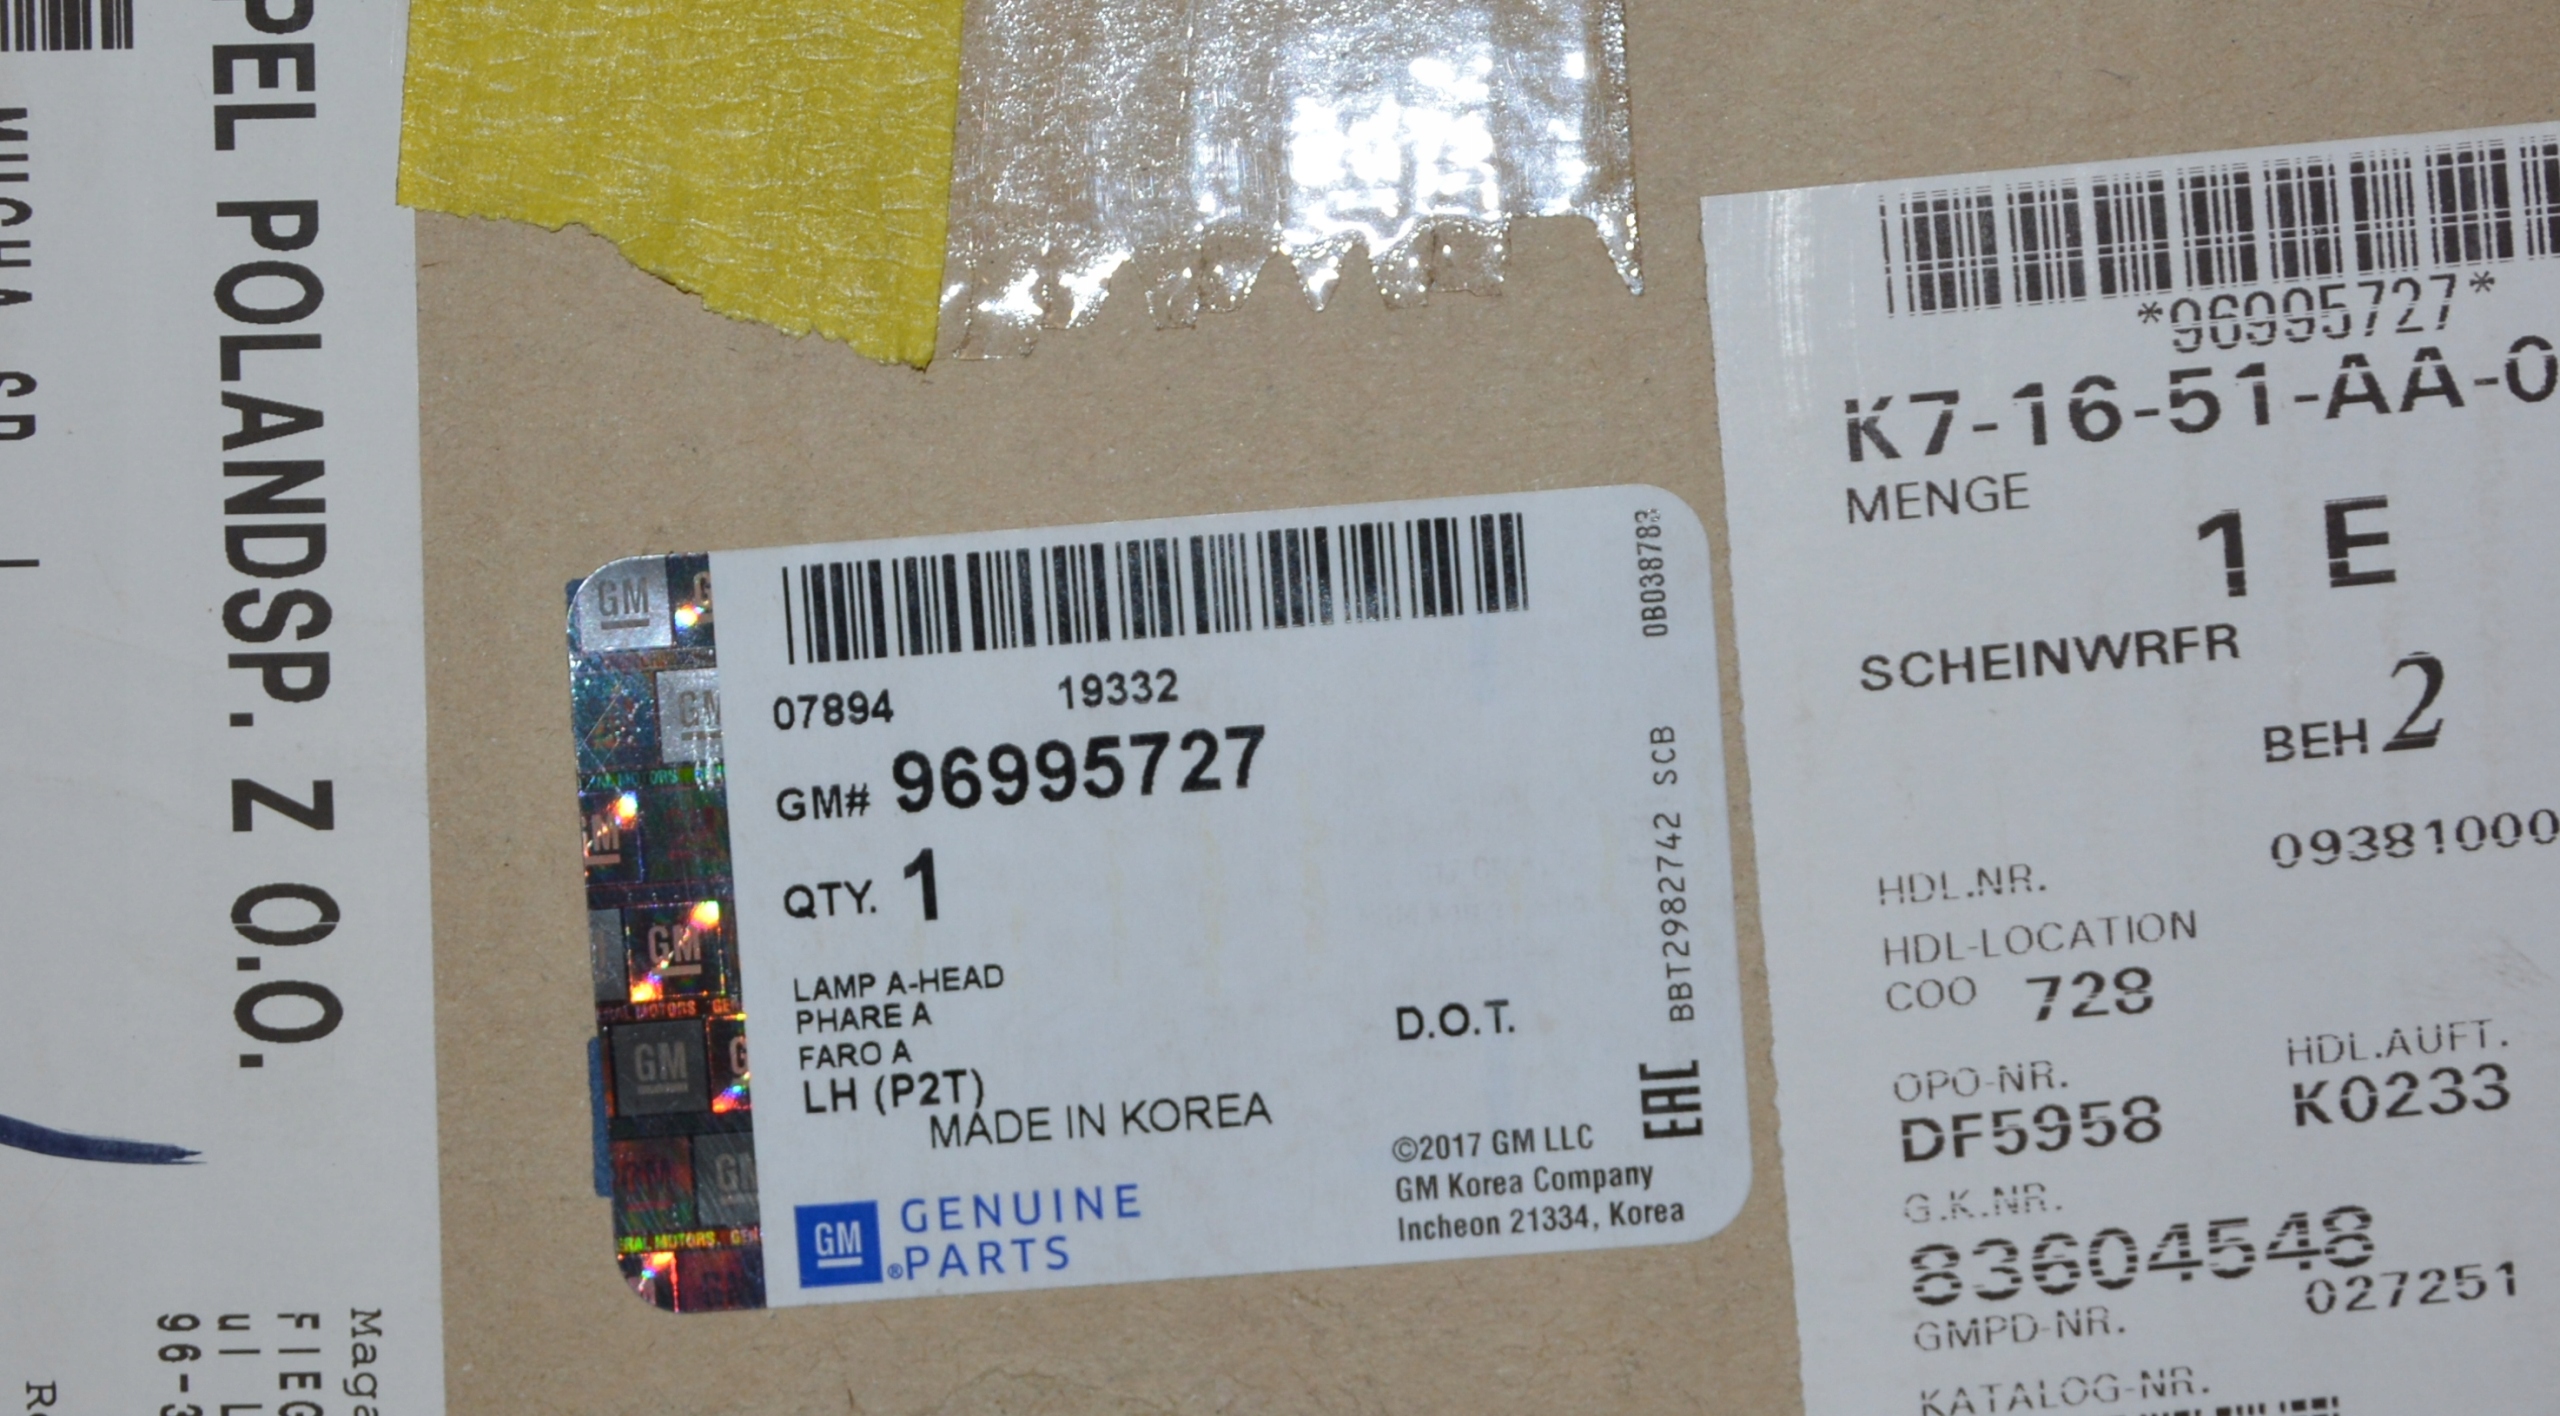 PEL POLANDSP. Z O.O.
96-3
GM
07894 19332
GM# 96995727
QTY. 1
LAMP A-HEAD
PHARE A
FARO A
LH (P2T)
MADE IN KOREA
D.O.T.
GM GENUINE
®PARTS
©2017 GM LLC
GM Korea Company
Incheon 21334, Korea
EAC
BBT2982742 SCB
0B038783
*96995727*
K7-16-51-AA-0
MENGE
1 E
SCHEINWRFR
BEH 2
09381000
HDL.NR.
HDL-LOCATION
COO 728
OPO-NR.
HDL.AUFT.
DF5958
K0233
G.K.NR.
83604548
027251
GMPD-NR.
KATALOG-NR.